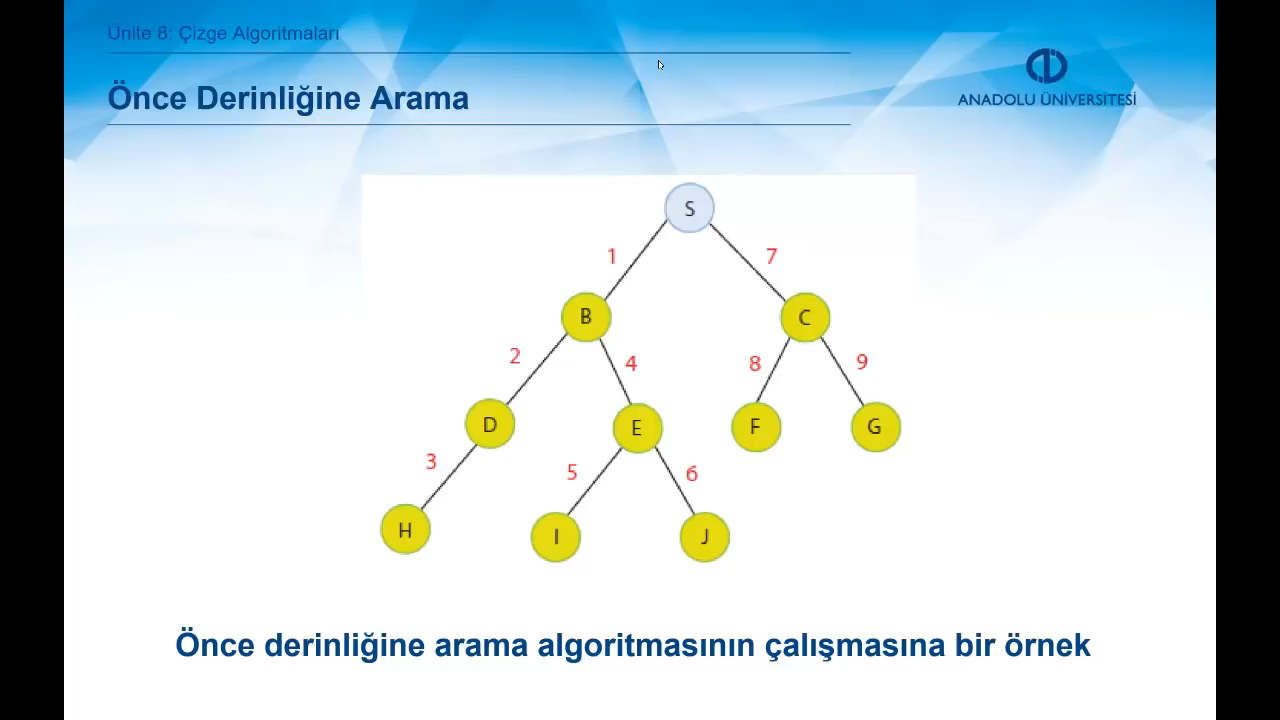 Ünite 8: Çizge Algoritmaları
Önce Derinliğine Arama
ANADOLU ÜNİVERSİTESİ
S
1
7
B
C
2
4
8
9
D
E
F
G
3
5
6
H
I
J
Önce derinliğine arama algoritmasının çalışmasına bir örnek